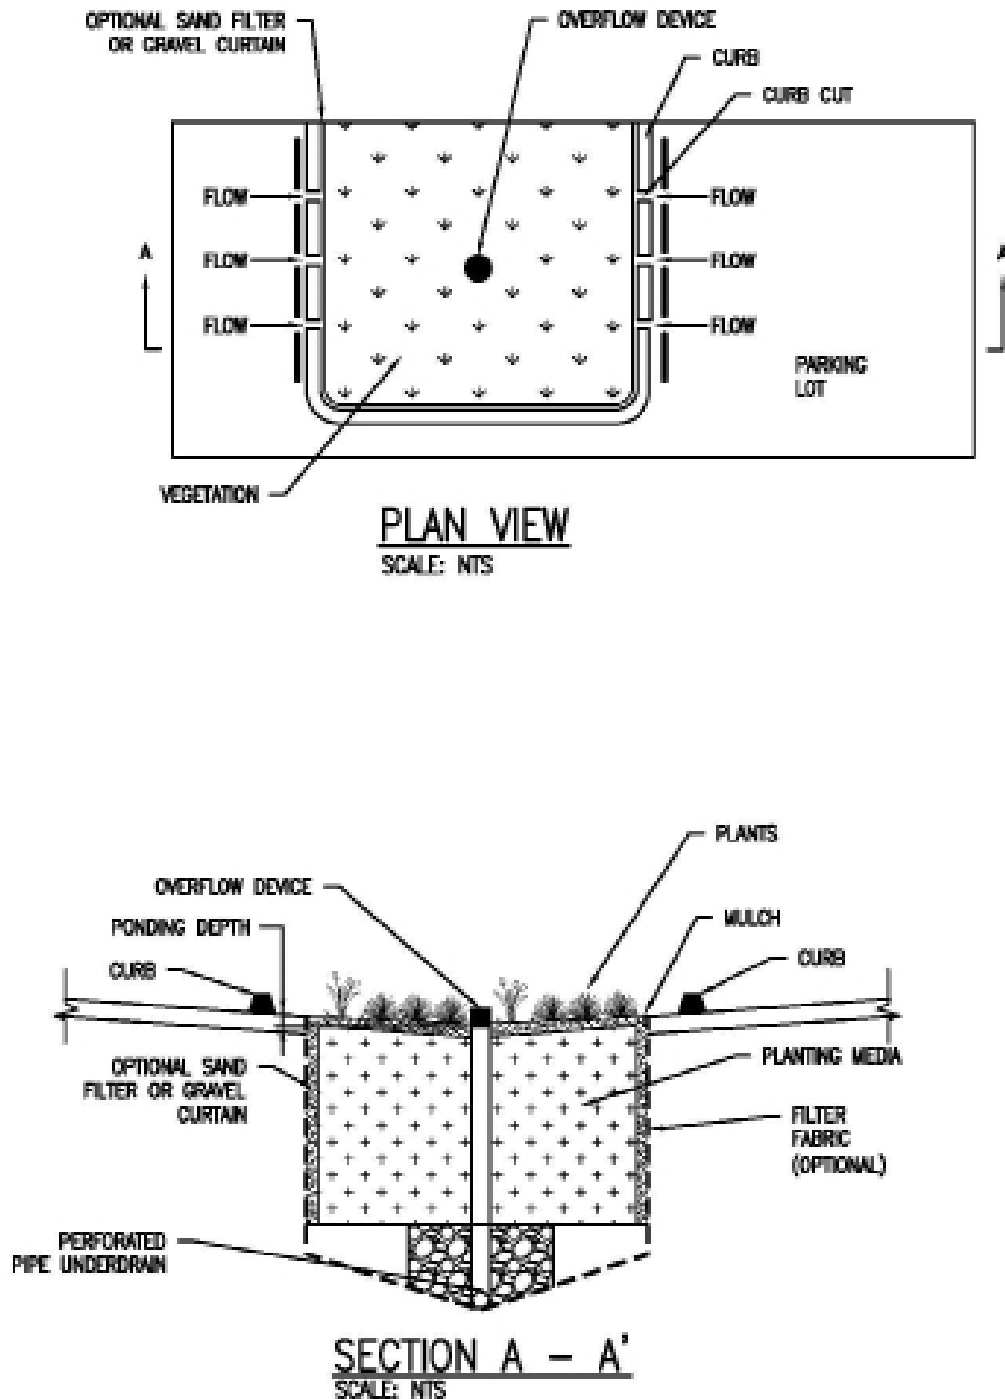 OPTIONAL SAND FILTER
OR GRAVEL CURTAIN
OVERFLOW DEVICE
CURB
CURB CUT
FLOW
FLOW
FLOW
FLOW
FLOW
FLOW
A
A'
PARKING
LOT
VEGETATION
PLAN VIEW
SCALE: NTS
PLANTS
OVERFLOW DEVICE
PONDING DEPTH
MULCH
CURB
CURB
OPTIONAL SAND
FILTER OR GRAVEL
CURTAIN
PLANTING MEDIA
FILTER
FABRIC
(OPTIONAL)
PERFORATED
PIPE UNDERDRAIN
SECTION A - A'
SCALE: NTS